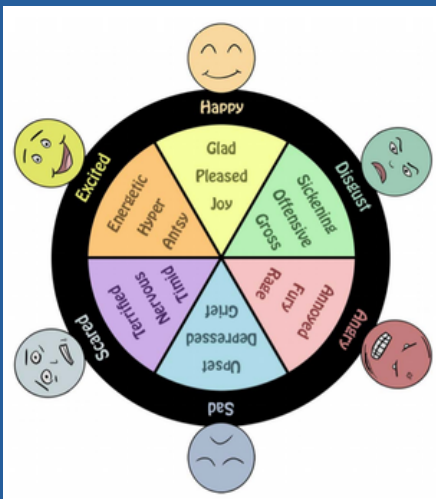 Happy
Glad
Pleased
Joy
Disgust
Sickening
Offensive
Gross
Angry
Annoyed
Fury
Rage
Sad
Upset
Depressed
Grief
Scared
Terrified
Nervous
Timid
Excited
Energetic
Hyper
Antsy